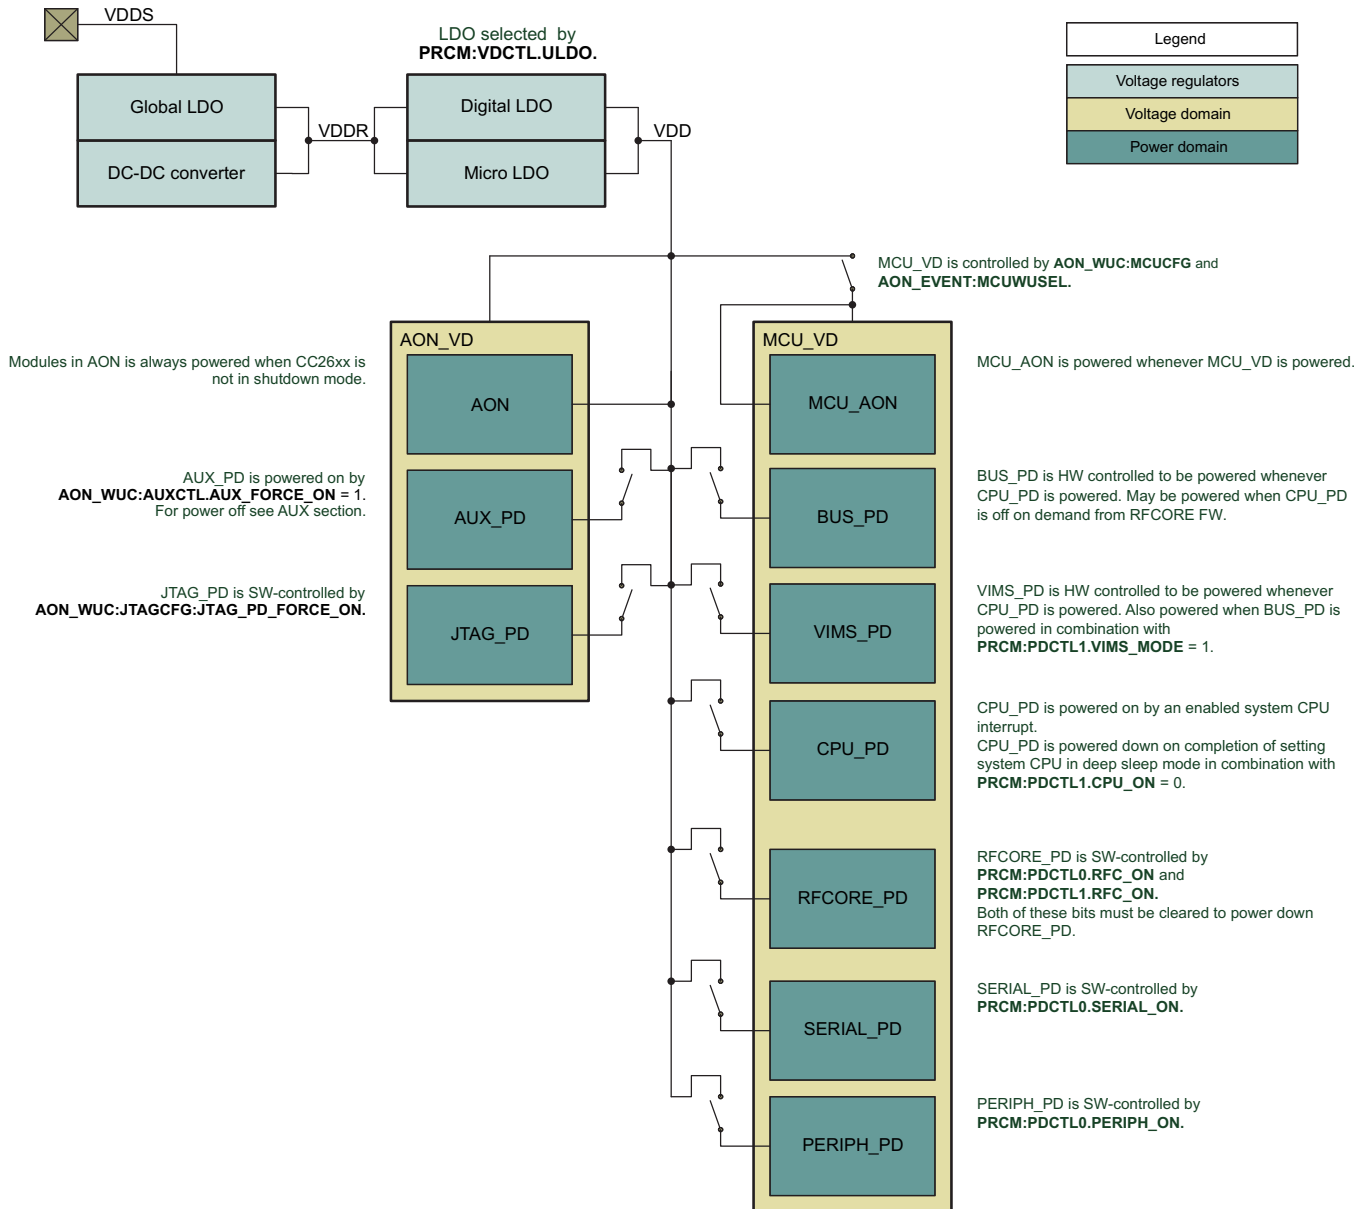 VDDS
LDO selected by
PRCM:VDCTL.ULDO.
Legend
Voltage regulators
Voltage domain
Power domain
Global LDO
DC-DC converter
VDDR
Digital LDO
Micro LDO
VDD
MCU_VD is controlled by AON_WUC:MCUCFG and
AON_EVENT:MCUWUSEL.
AON_VD
MCU_VD
Modules in AON is always powered when CC26xx is
not in shutdown mode.
AON
MCU_AON
MCU_AON is powered whenever MCU_VD is powered.
AUX_PD is powered on by
AON_WUC:AUXCTL.AUX_FORCE_ON = 1.
For power off see AUX section.
AUX_PD
BUS_PD
BUS_PD is HW controlled to be powered whenever
CPU_PD is powered. May be powered when CPU_PD
is off on demand from RFCORE FW.
JTAG_PD is SW-controlled by
AON_WUC:JTAGCFG:JTAG_PD_FORCE_ON.
JTAG_PD
VIMS_PD
VIMS_PD is HW controlled to be powered whenever
CPU_PD is powered. Also powered when BUS_PD is
powered in combination with
PRCM:PDCTL1.VIMS_MODE = 1.
CPU_PD
CPU_PD is powered on by an enabled system CPU
interrupt.
CPU_PD is powered down on completion of setting
system CPU in deep sleep mode in combination with
PRCM:PDCTL1.CPU_ON = 0.
RFCORE_PD
RFCORE_PD is SW-controlled by
PRCM:PDCTL0.RFC_ON and
PRCM:PDCTL1.RFC_ON.
Both of these bits must be cleared to power down
RFCORE_PD.
SERIAL_PD
SERIAL_PD is SW-controlled by
PRCM:PDCTL0.SERIAL_ON.
PERIPH_PD
PERIPH_PD is SW-controlled by
PRCM:PDCTL0.PERIPH_ON.